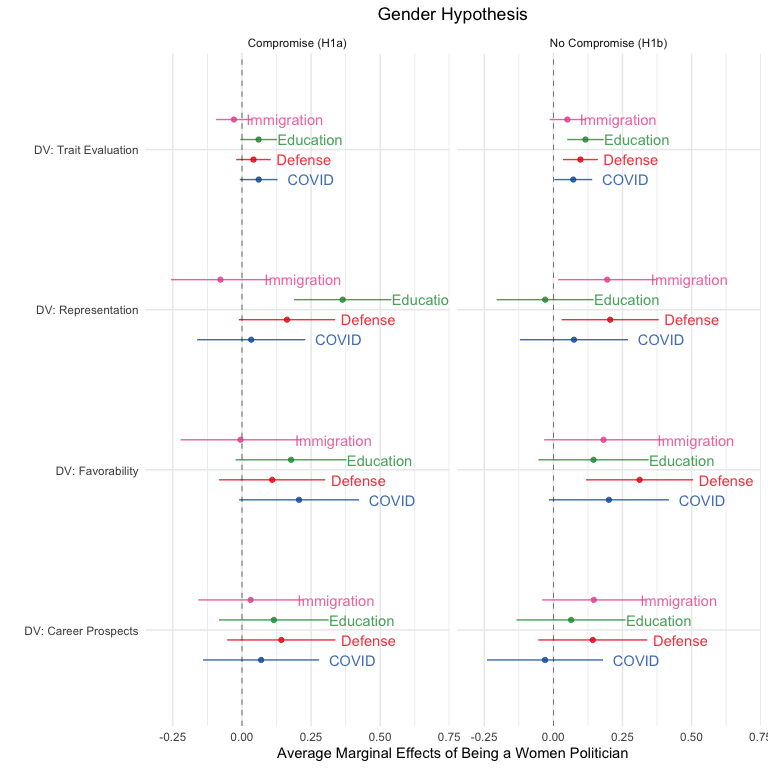 Gender Hypothesis
Compromise (H1a)
No Compromise (H1b)
DV: Trait Evaluation
Immigration
Education
Defense
COVID
Immigration
Education
Defense
COVID
DV: Representation
Immigration
Educatio
Defense
COVID
Immigration
Education
Defense
COVID
DV: Favorability
Immigration
Education
Defense
COVID
Immigration
Education
Defense
COVID
DV: Career Prospects
Immigration
Education
Defense
COVID
Immigration
Education
Defense
COVID
-0.25 0.00 0.25 0.50 0.75 -0.25 0.00 0.25 0.50 0.75
Average Marginal Effects of Being a Women Politician